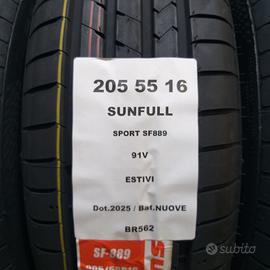 205 55 16
SUNFULL
SPORT SF889
91V
ESTIVI
Dot.2025 / Bat.NUOVE
BR562
SF-889
subito